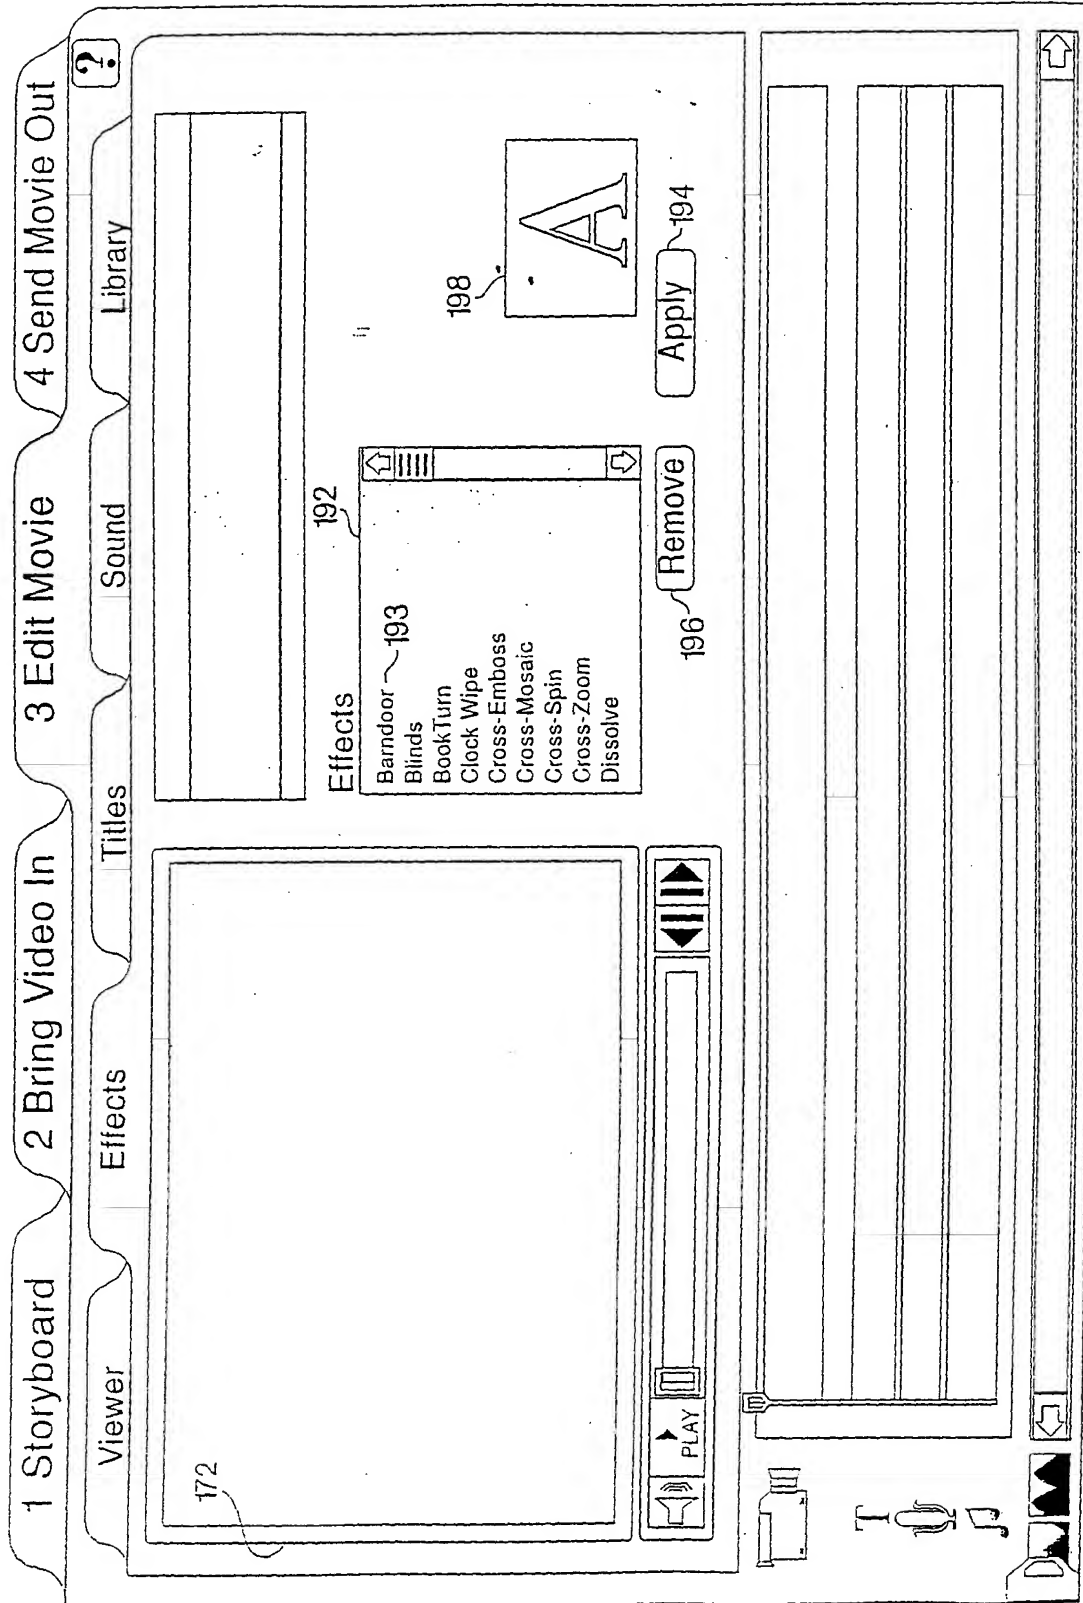 1 Storyboard
2 Bring Video In
3 Edit Movie
4 Send Movie Out
?
Viewer
Effects
Titles
Sound
Library
172
Effects
192
Barndoor 193
Blinds
BookTurn
Clock Wipe
Cross-Emboss
Cross-Mosaic
Cross-Spin
Cross-Zoom
Dissolve
198
A
196 Remove
Apply 194
PLAY
T